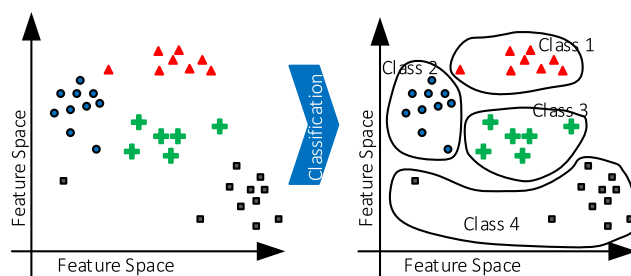 Feature Space
Feature Space
Classification
Class 1
Class 2
Class 3
Class 4
Feature Space
Feature Space